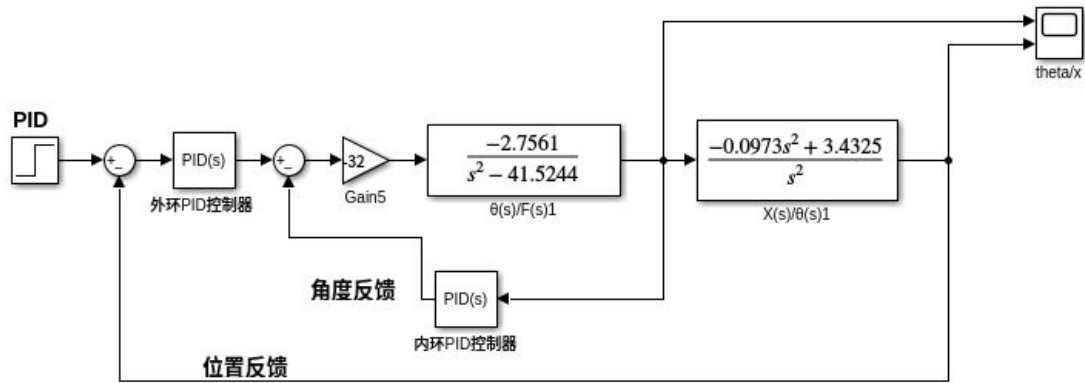 theta/x
PID
PID(s)
外环PID控制器
-32
Gain5
−2.7561
s² − 41.5244
θ(s)/F(s)1
−0.0973s² + 3.4325
s²
X(s)/θ(s)1
角度反馈
PID(s)
内环PID控制器
位置反馈